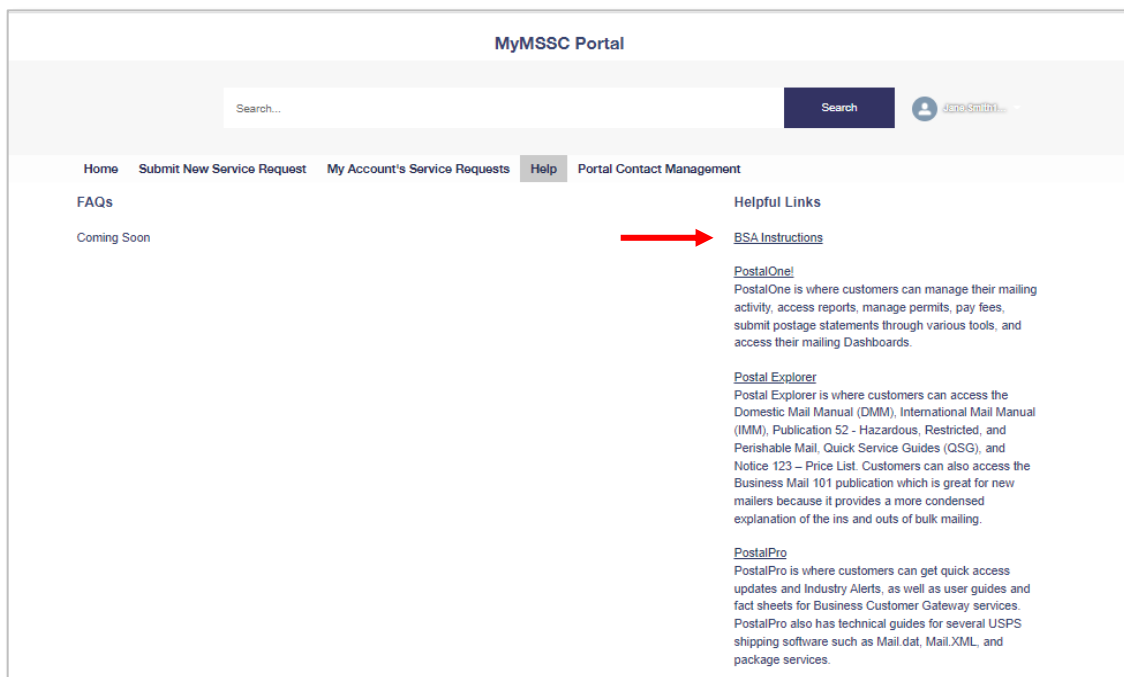 MyMSSC Portal
Search...
Search
Jane Smith1...
Home Submit New Service Request My Account's Service Requests Help Portal Contact Management
FAQs
Coming Soon
Helpful Links
BSA Instructions
PostalOne!
PostalOne is where customers can manage their mailing
activity, access reports, manage permits, pay fees,
submit postage statements through various tools, and
access their mailing Dashboards.
Postal Explorer
Postal Explorer is where customers can access the
Domestic Mail Manual (DMM), International Mail Manual
(IMM), Publication 52 - Hazardous, Restricted, and
Perishable Mail, Quick Service Guides (QSG), and
Notice 123 – Price List. Customers can also access the
Business Mail 101 publication which is great for new
mailers because it provides a more condensed
explanation of the ins and outs of bulk mailing.
PostalPro
PostalPro is where customers can get quick access
updates and Industry Alerts, as well as user guides and
fact sheets for Business Customer Gateway services.
PostalPro also has technical guides for several USPS
shipping software such as Mail.dat, Mail.XML, and
package services.